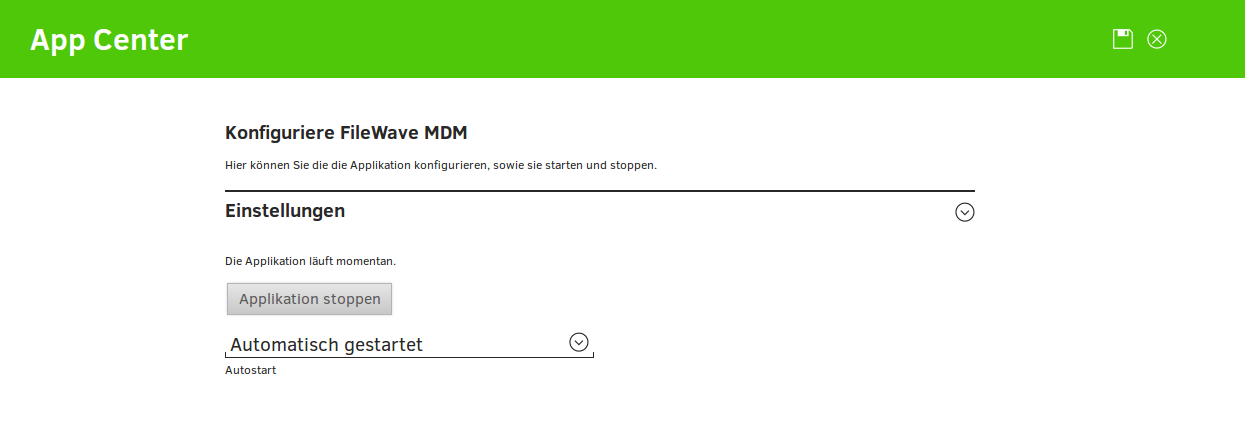 App Center
Konfiguriere FileWave MDM
Hier können Sie die die Applikation konfigurieren, sowie sie starten und stoppen.
Einstellungen
Die Applikation läuft momentan.
Applikation stoppen
Automatisch gestartet
Autostart